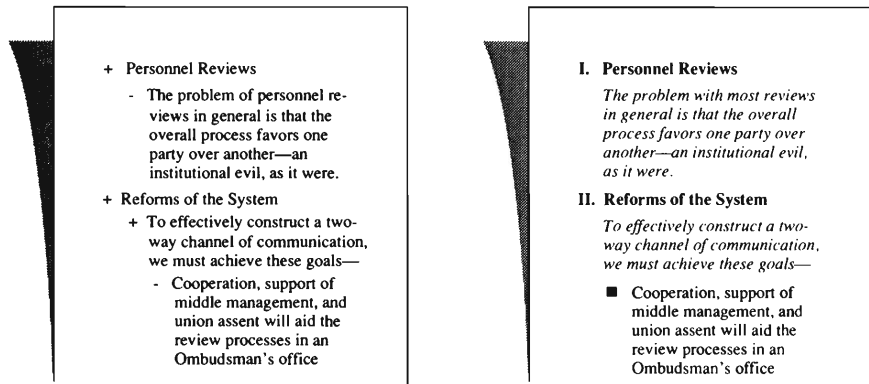 + Personnel Reviews
- The problem of personnel re-
views in general is that the
overall process favors one
party over another—an
institutional evil, as it were.
+ Reforms of the System
+ To effectively construct a two-
way channel of communication,
we must achieve these goals—
- Cooperation, support of
middle management, and
union assent will aid the
review processes in an
Ombudsman's office
I. Personnel Reviews
The problem with most reviews
in general is that the overall
process favors one party over
another—an institutional evil,
as it were.
II. Reforms of the System
To effectively construct a two-
way channel of communication,
we must achieve these goals—
■ Cooperation, support of
middle management, and
union assent will aid the
review processes in an
Ombudsman's office